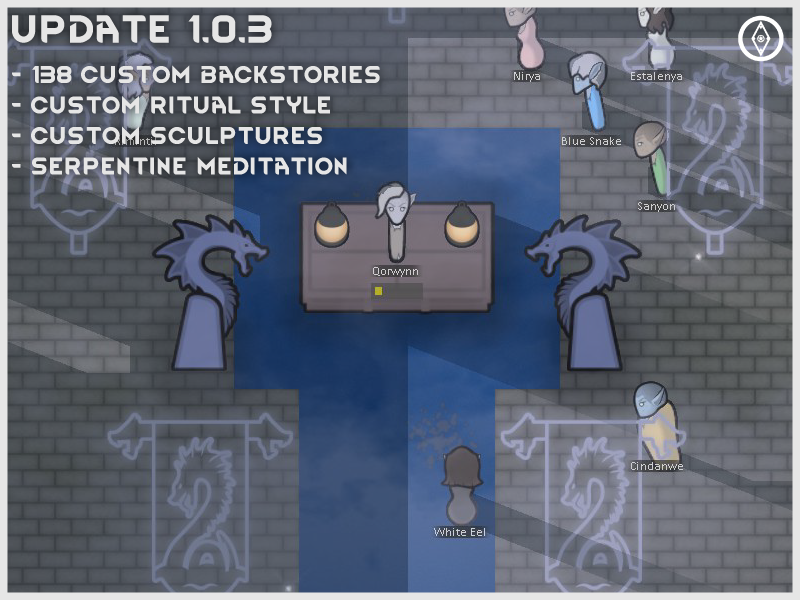 UPDATE 1.0.3
- 138 CUSTOM BACKSTORIES
- CUSTOM RITUAL STYLE
- CUSTOM SCULPTURES
- SERPENTINE MEDITATION
Nirya
Estalenya
Blue Snake
Sanyon
Qorwynn
Cindanwe
White Eel